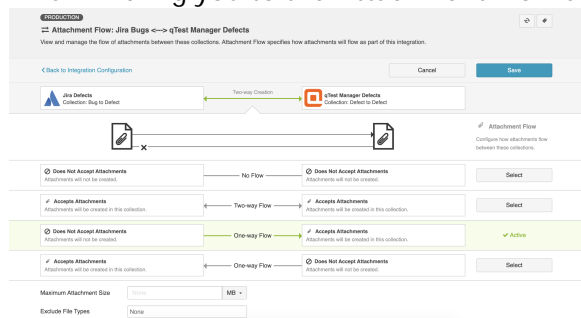 PRODUCTION
Attachment Flow: Jira Bugs <—> qTest Manager Defects
View and manage the flow of attachments between these collections. Attachment Flow specifies how attachments will flow as part of this integration.
Back to Integration Configuration
Cancel
Save
Jira Defects
Collection: Bug to Defect
Two-way Creation
qTest Manager Defects
Collection: Defect to Defect
Attachment Flow
Configure how attachments flow
between these collections.
Does Not Accept Attachments
Attachments will not be created.
No Flow
Does Not Accept Attachments
Attachments will not be created.
Select
Accepts Attachments
Attachments will be created in this collection.
Two-way Flow
Accepts Attachments
Attachments will be created in this collection.
Select
Does Not Accept Attachments
Attachments will not be created.
One-way Flow
Accepts Attachments
Attachments will be created in this collection.
Active
Accepts Attachments
Attachments will be created in this collection.
One-way Flow
Does Not Accept Attachments
Attachments will not be created.
Select
Maximum Attachment Size
None
MB
Exclude File Types
None